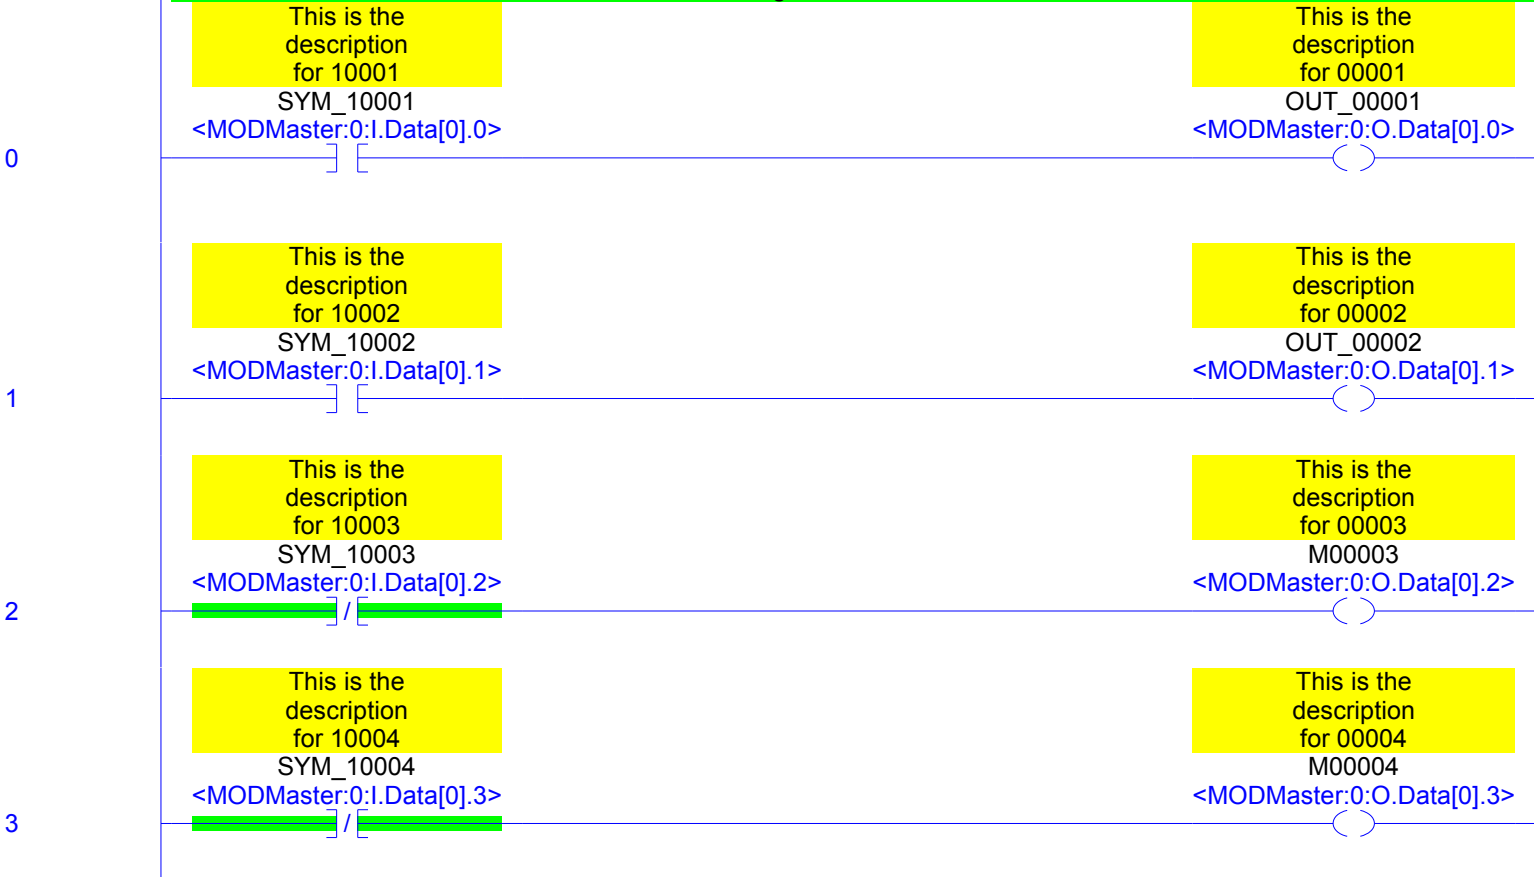 This is the
description
for 10001
SYM_10001
<MODMaster:0:I.Data[0].0>
This is the
description
for 00001
OUT_00001
<MODMaster:0:O.Data[0].0>
0
This is the
description
for 10002
SYM_10002
<MODMaster:0:I.Data[0].1>
This is the
description
for 00002
OUT_00002
<MODMaster:0:O.Data[0].1>
1
This is the
description
for 10003
SYM_10003
<MODMaster:0:I.Data[0].2>
This is the
description
for 00003
M00003
<MODMaster:0:O.Data[0].2>
2
/
This is the
description
for 10004
SYM_10004
<MODMaster:0:I.Data[0].3>
This is the
description
for 00004
M00004
<MODMaster:0:O.Data[0].3>
3
/